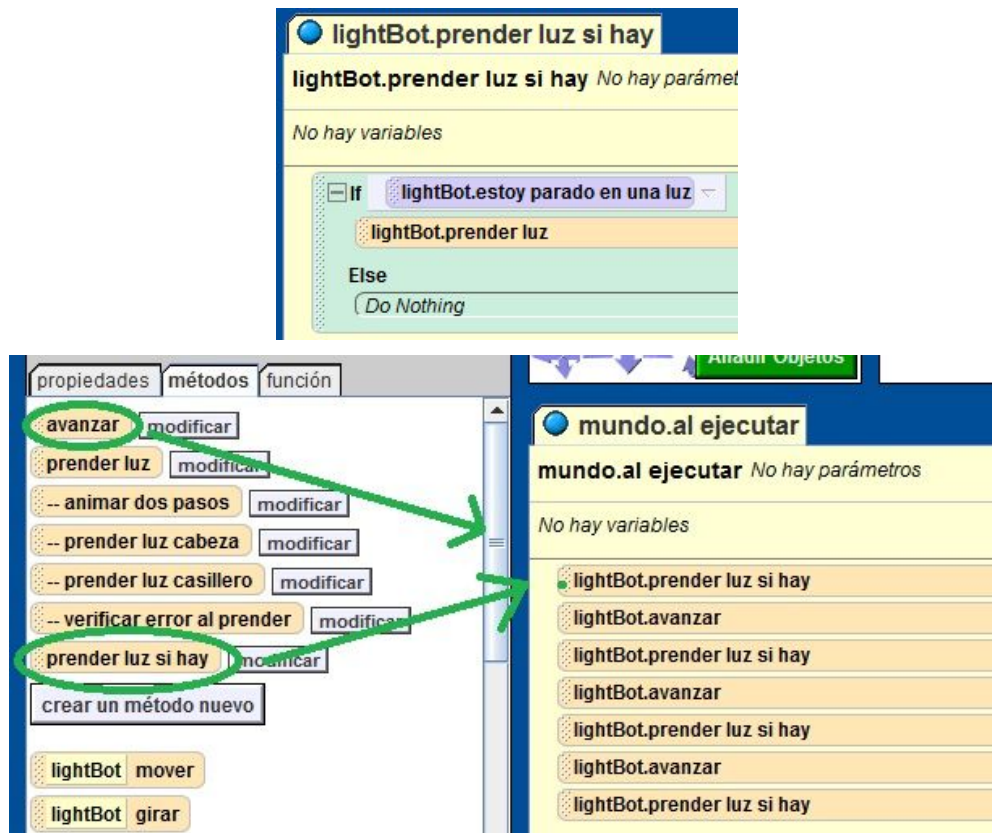 lightBot.prender luz si hay
lightBot.prender luz si hay No hay parámet
No hay variables
If lightBot.estoy parado en una luz
lightBot.prender luz
Else
Do Nothing
propiedades métodos función
avanzar modificar
prender luz modificar
-- animar dos pasos modificar
-- prender luz cabeza modificar
-- prender luz casillero modificar
-- verificar error al prender modificar
prender luz si hay modificar
crear un método nuevo
lightBot mover
lightBot girar
Añadir Objetos
mundo.al ejecutar
mundo.al ejecutar No hay parámetros
No hay variables
lightBot.prender luz si hay
lightBot.avanzar
lightBot.prender luz si hay
lightBot.avanzar
lightBot.prender luz si hay
lightBot.avanzar
lightBot.prender luz si hay